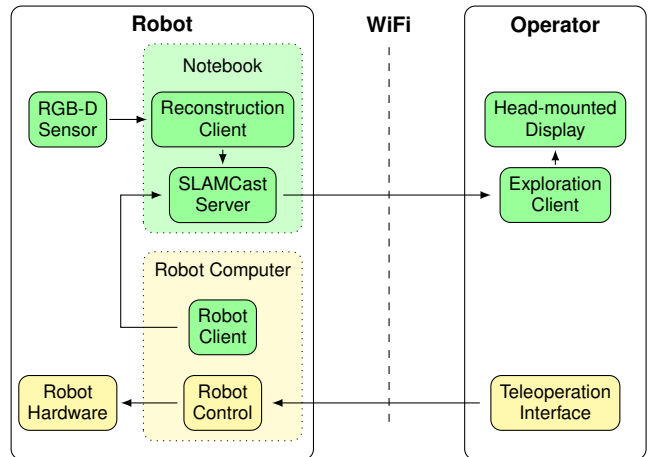 Robot
WiFi
Operator
Notebook
RGB-D
Sensor
Reconstruction
Client
Head-mounted
Display
SLAMCast
Server
Exploration
Client
Robot Computer
Robot
Client
Robot
Hardware
Robot
Control
Teleoperation
Interface